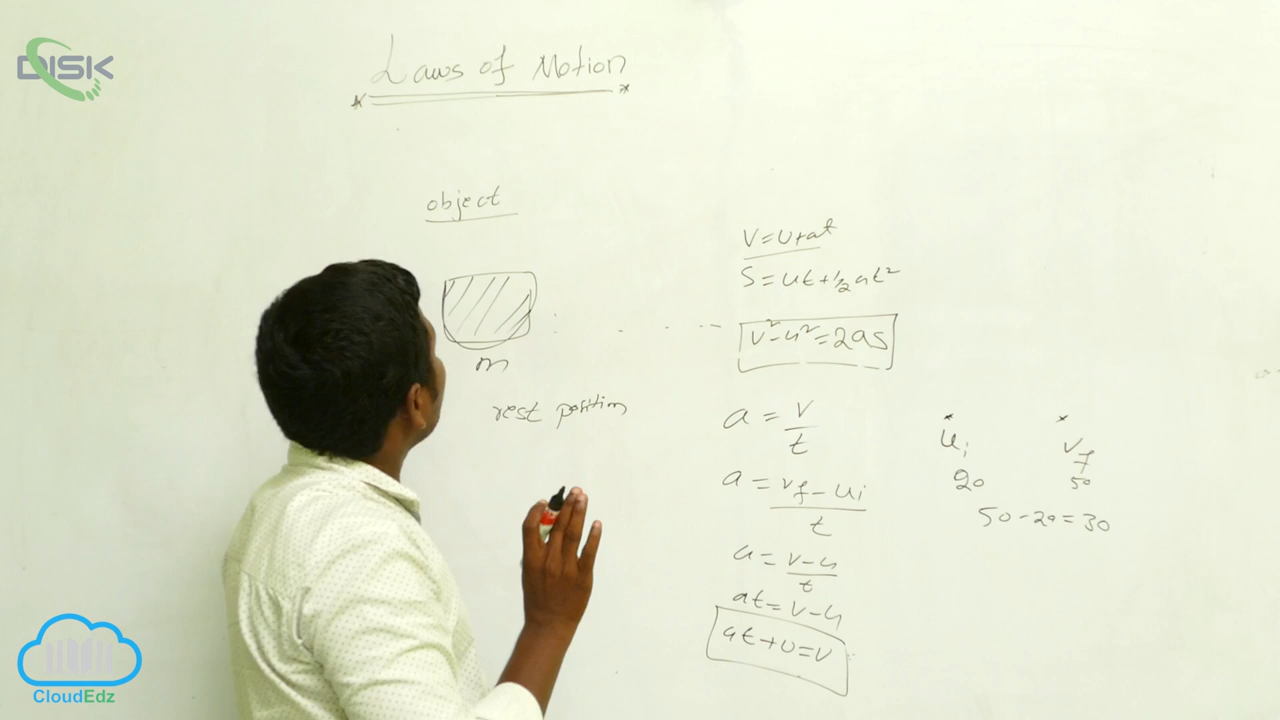 DISK
Laws of Motion
object
m
rest position
V=u+at
S=ut+½at²
v²-u²=2as
a = v/t
a = vf-ui/t
a = v-u/t
at=v-u
at+u=v
ui vf
20 50
50-20=30
CloudEdz